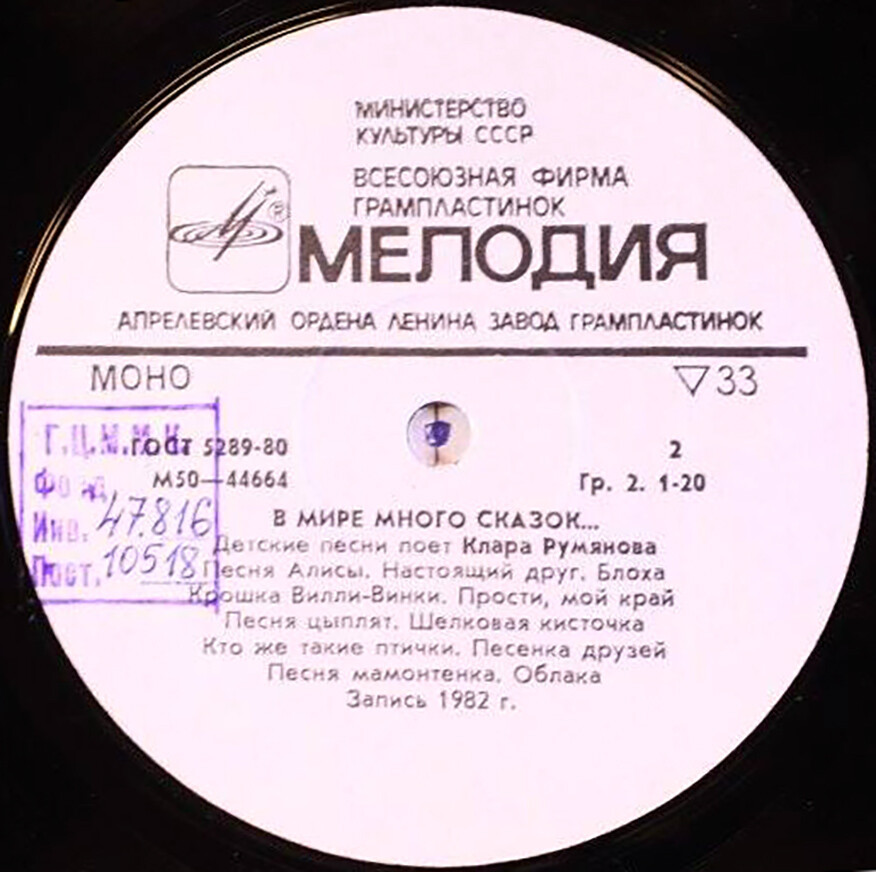 МИНИСТЕРСТВО
КУЛЬТУРЫ СССР
ВСЕСОЮЗНАЯ ФИРМА
ГРАМПЛАСТИНОК
МЕЛОДИЯ
АПРЕЛЕВСКИЙ ОРДЕНА ЛЕНИНА ЗАВОД ГРАМПЛАСТИНОК
МОНО ▽33
Г.Ц.М.М.К.
ГОСТ 5289-80 2
Фонд
М50—44664 Гр. 2. 1-20
Инв. 47.816
Пост. 10518
В МИРЕ МНОГО СКАЗОК...
Детские песни поет Клара Румянова
Песня Алисы. Настоящий друг. Блоха
Крошка Вилли-Винки. Прости, мой край
Песня цыплят. Шелковая кисточка
Кто же такие птички. Песенка друзей
Песня мамонтенка. Облака
Запись 1982 г.